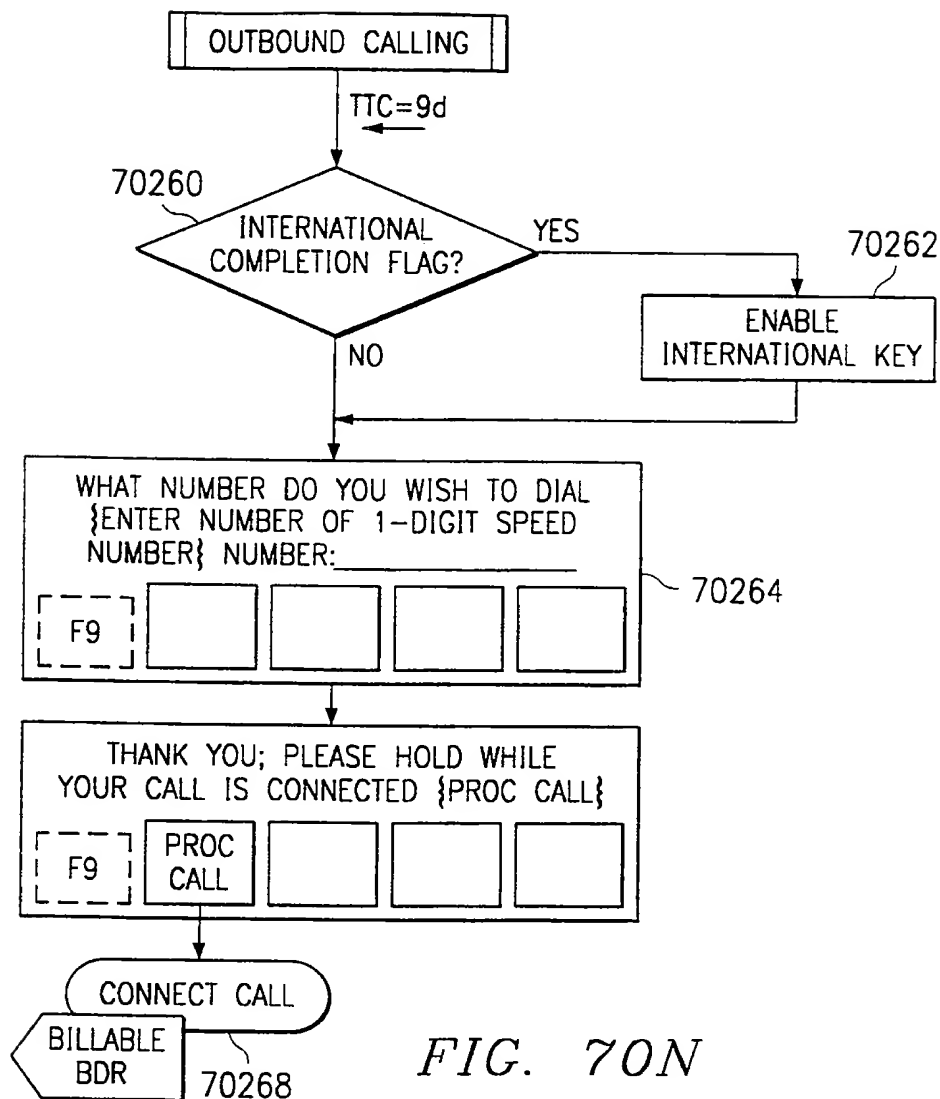 OUTBOUND CALLING
TTC=9d
70260
INTERNATIONAL
COMPLETION FLAG?
YES
70262
ENABLE
INTERNATIONAL KEY
NO
WHAT NUMBER DO YOU WISH TO DIAL
{ENTER NUMBER OF 1-DIGIT SPEED
NUMBER} NUMBER:____________
70264
F9
THANK YOU; PLEASE HOLD WHILE
YOUR CALL IS CONNECTED {PROC CALL}
F9
PROC
CALL
CONNECT CALL
BILLABLE
BDR
70268
FIG. 70N